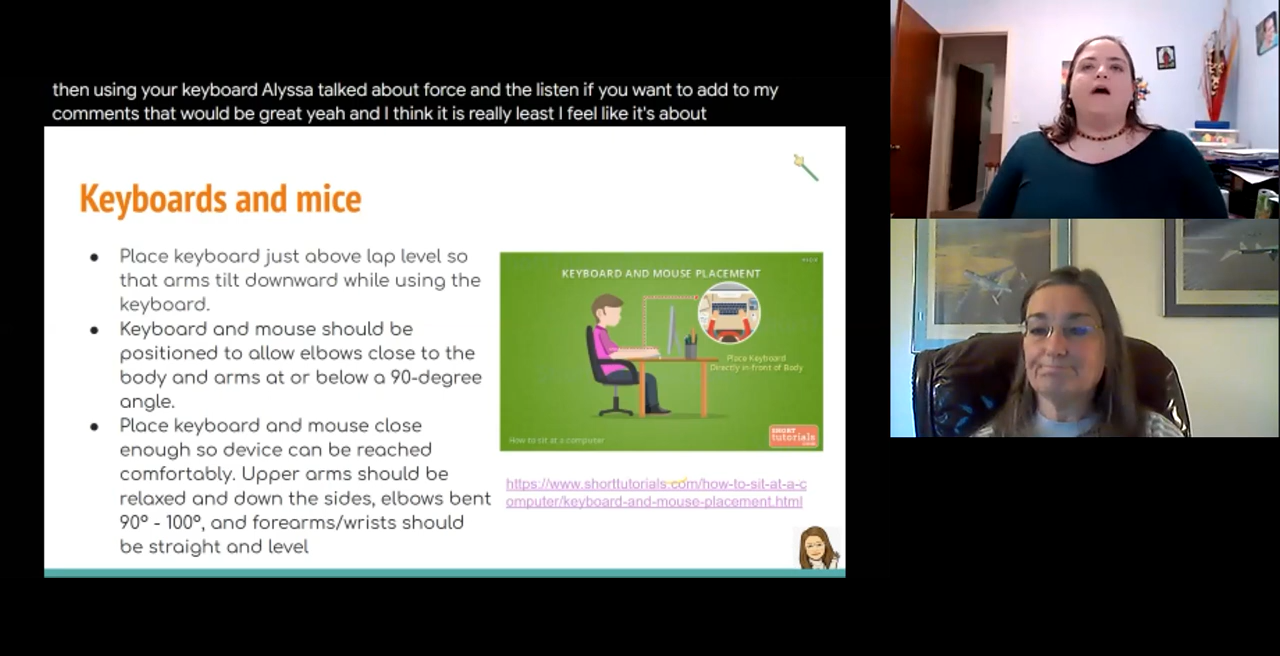 then using your keyboard Alyssa talked about force and the listen if you want to add to my
comments that would be great yeah and I think it is really least I feel like it's about
Keyboards and mice
● Place keyboard just above lap level so
that arms tilt downward while using the
keyboard.
● Keyboard and mouse should be
positioned to allow elbows close to the
body and arms at or below a 90-degree
angle.
● Place keyboard and mouse close
enough so device can be reached
comfortably. Upper arms should be
relaxed and down the sides, elbows bent
90º - 100º, and forearms/wrists should
be straight and level
KEYBOARD AND MOUSE PLACEMENT
Place Keyboard
Directly in front of Body
How to sit at a computer
SHORT
tutorials
https://www.shorttutorials.com/how-to-sit-at-a-c
omputer/keyboard-and-mouse-placement.html